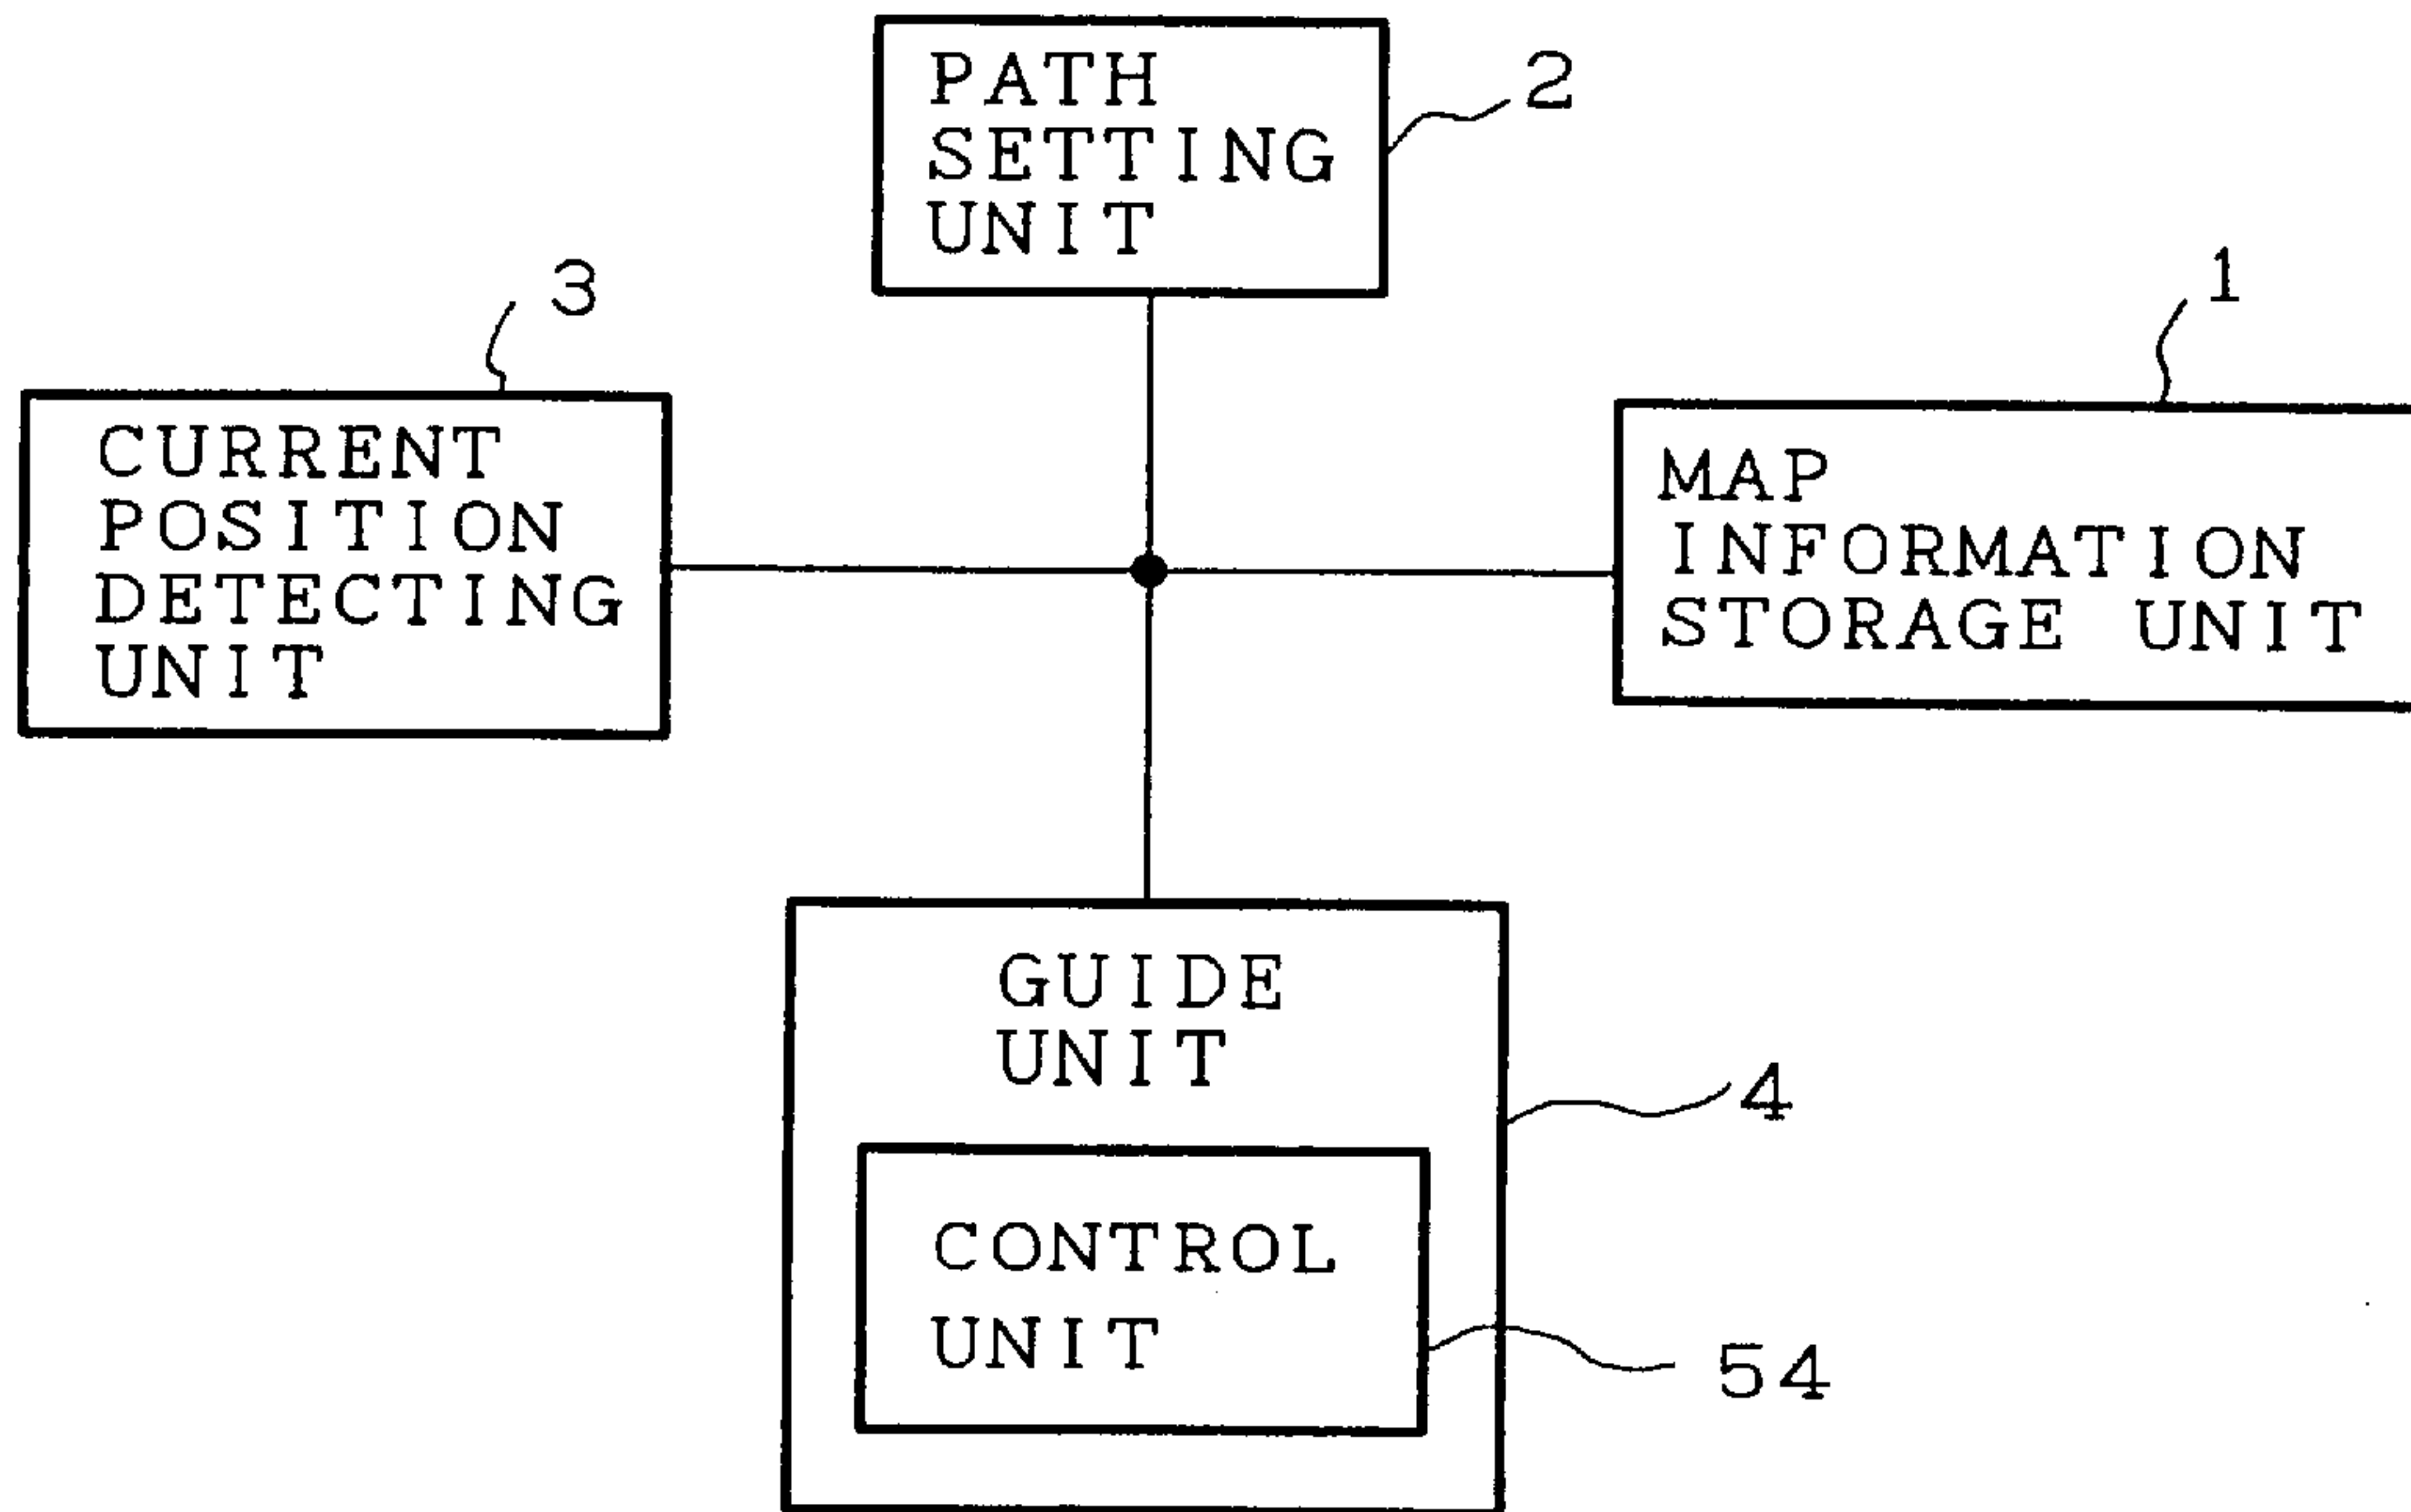 PATH
SETTING
UNIT
2
3
1
CURRENT
POSITION
DETECTING
UNIT
MAP
INFORMATION
STORAGE UNIT
GUIDE
UNIT
4
CONTROL
UNIT
54